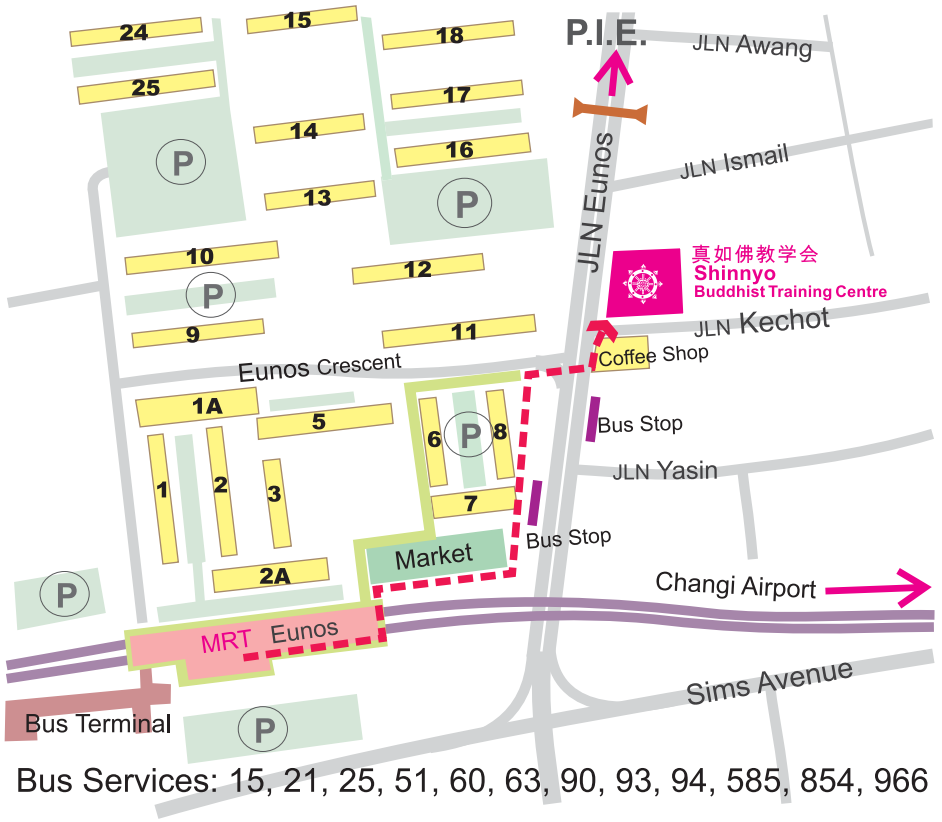 24
15
18
P.I.E.
JLN Awang
25
17
14
16
JLN Ismail
P
13
P
JLN Eunos
10
12
真如佛教学会
Shinnyo
Buddhist Training Centre
P
9
11
JLN Kechot
Eunos Crescent
Coffee Shop
1A
5
6
P
8
Bus Stop
1
2
3
7
JLN Yasin
Bus Stop
Market
2A
P
Changi Airport
MRT Eunos
Sims Avenue
Bus Terminal
P
Bus Services: 15, 21, 25, 51, 60, 63, 90, 93, 94, 585, 854, 966